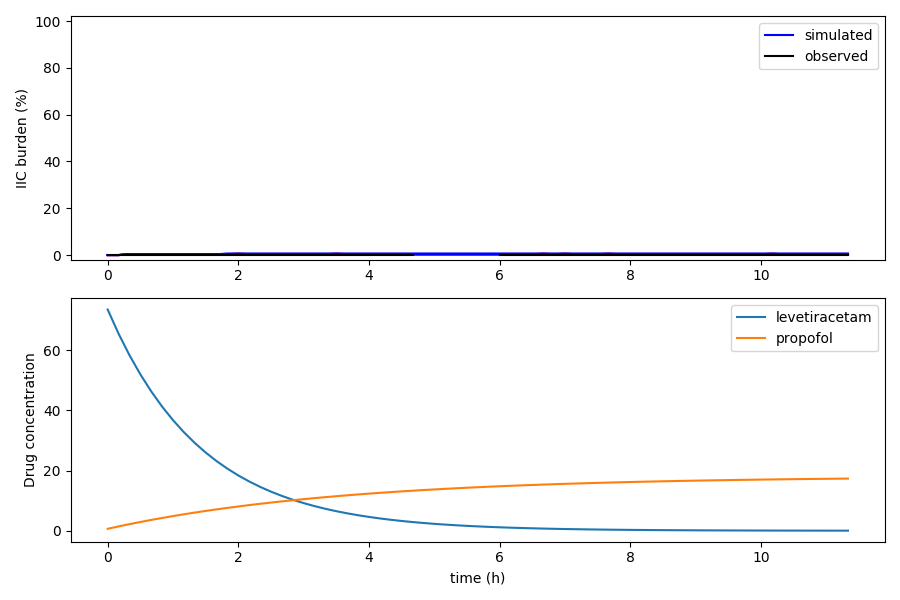 IIC burden (%)
100
80
60
40
20
0
simulated
observed
0 2 4 6 8 10
Drug concentration
60
40
20
0
levetiracetam
propofol
0 2 4 6 8 10
time (h)